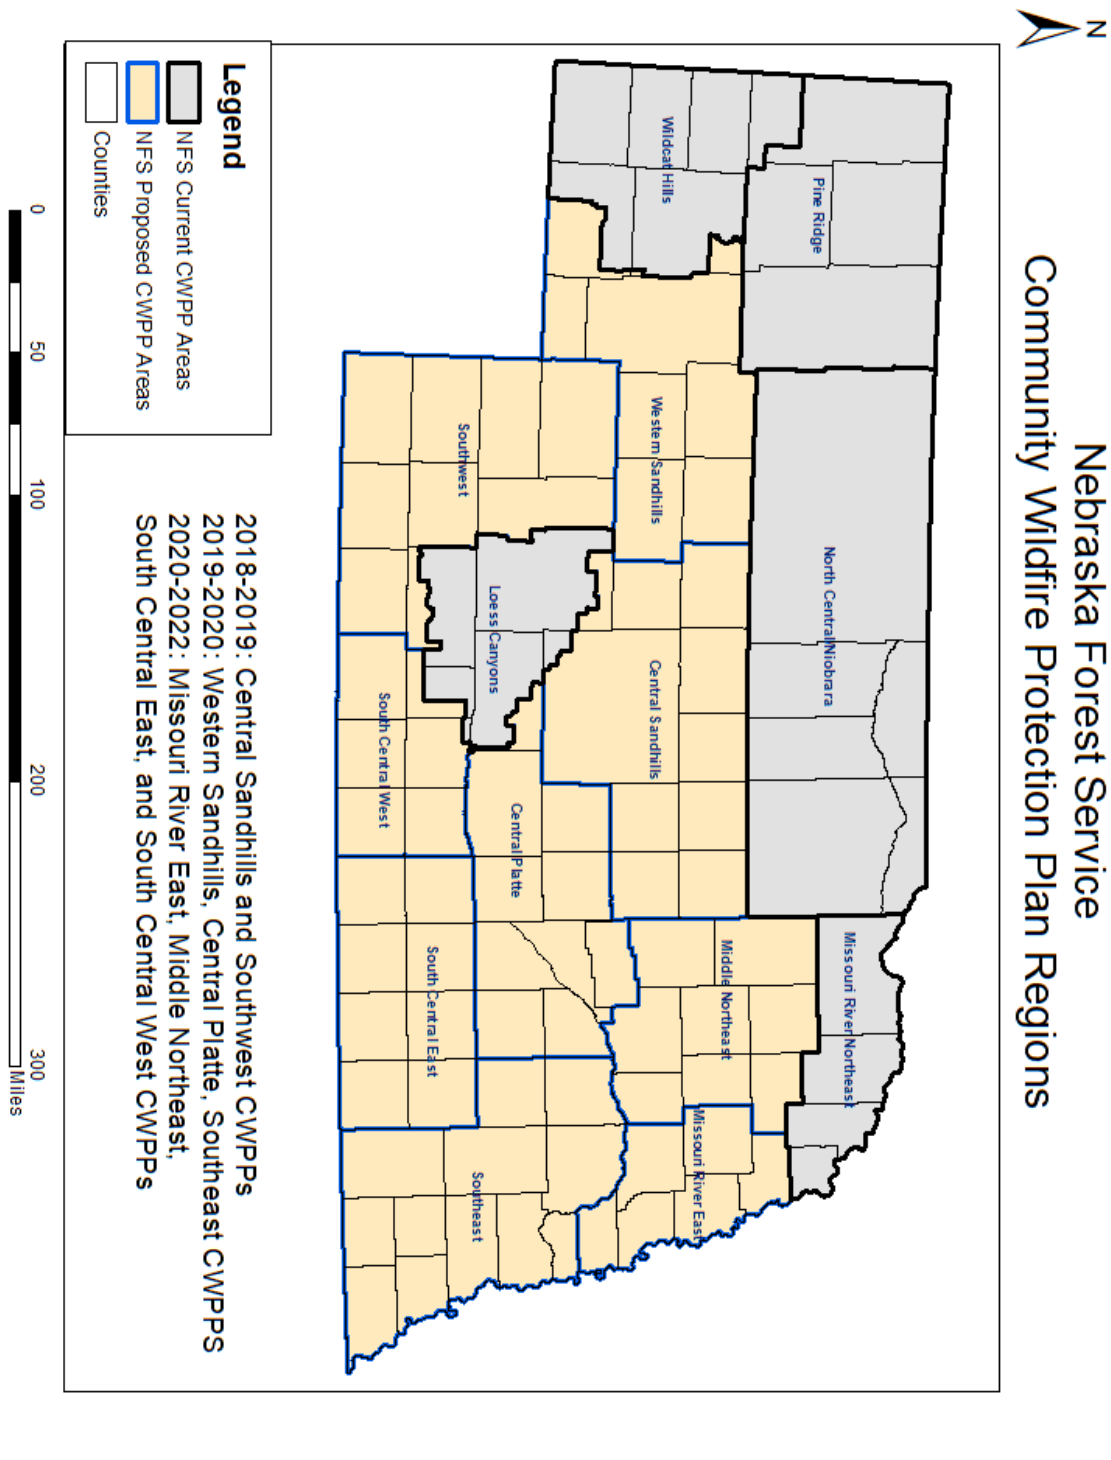 N
Nebraska Forest Service
Community Wildfire Protection Plan Regions
Pine Ridge
Wildcat Hills
North Central Niobrara
Missouri River Northeast
Western Sandhills
Central Sandhills
Middle Northeast
Missouri River East
Southwest
Loess Canyons
Central Platte
South Central West
South Central East
Southeast
Legend
NFS Current CWPP Areas
NFS Proposed CWPP Areas
Counties
2018-2019: Central Sandhills and Southwest CWPPs
2019-2020: Western Sandhills, Central Platte, Southeast CWPPS
2020-2022: Missouri River East, Middle Northeast,
South Central East, and South Central West CWPPs
0 50 100 200 300
Miles